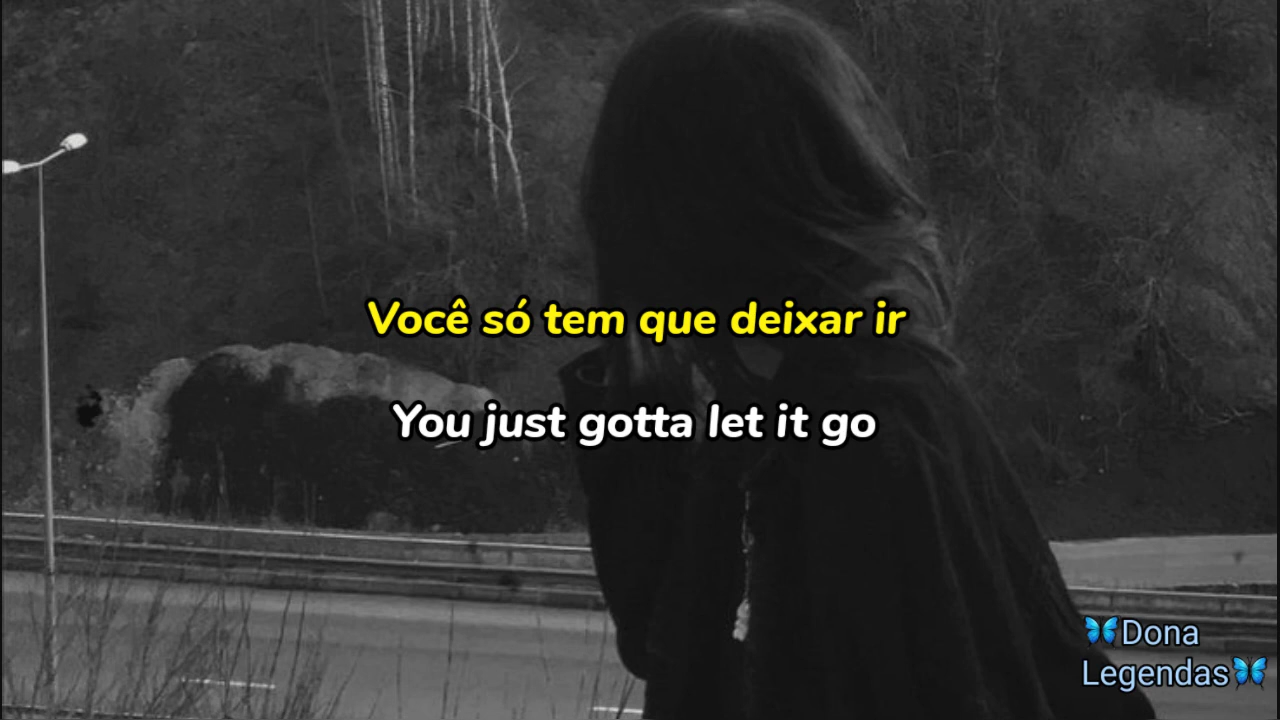 Você só tem que deixar ir
You just gotta let it go
🦋Dona
Legendas🦋